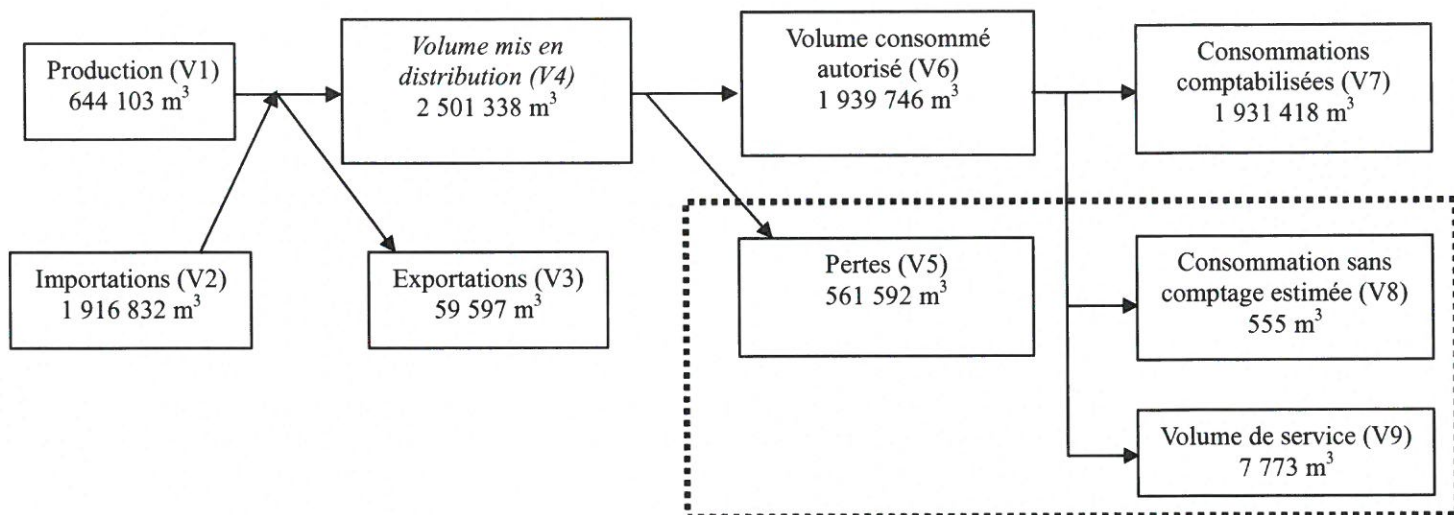 Production (V1)
644 103 m³
Volume mis en
distribution (V4)
2 501 338 m³
Volume consommé
autorisé (V6)
1 939 746 m³
Consommations
comptabilisées (V7)
1 931 418 m³
Importations (V2)
1 916 832 m³
Exportations (V3)
59 597 m³
Pertes (V5)
561 592 m³
Consommation sans
comptage estimée (V8)
555 m³
Volume de service (V9)
7 773 m³